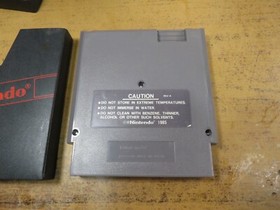 CAUTION
•DO NOT STORE IN EXTREME TEMPERATURES.
•DO NOT IMMERSE IN WATER.
•DO NOT CLEAN WITH BENZENE, THINNER,
ALCOHOL OR OTHER SUCH SOLVENTS.
©Nintendo 1985
ndo®